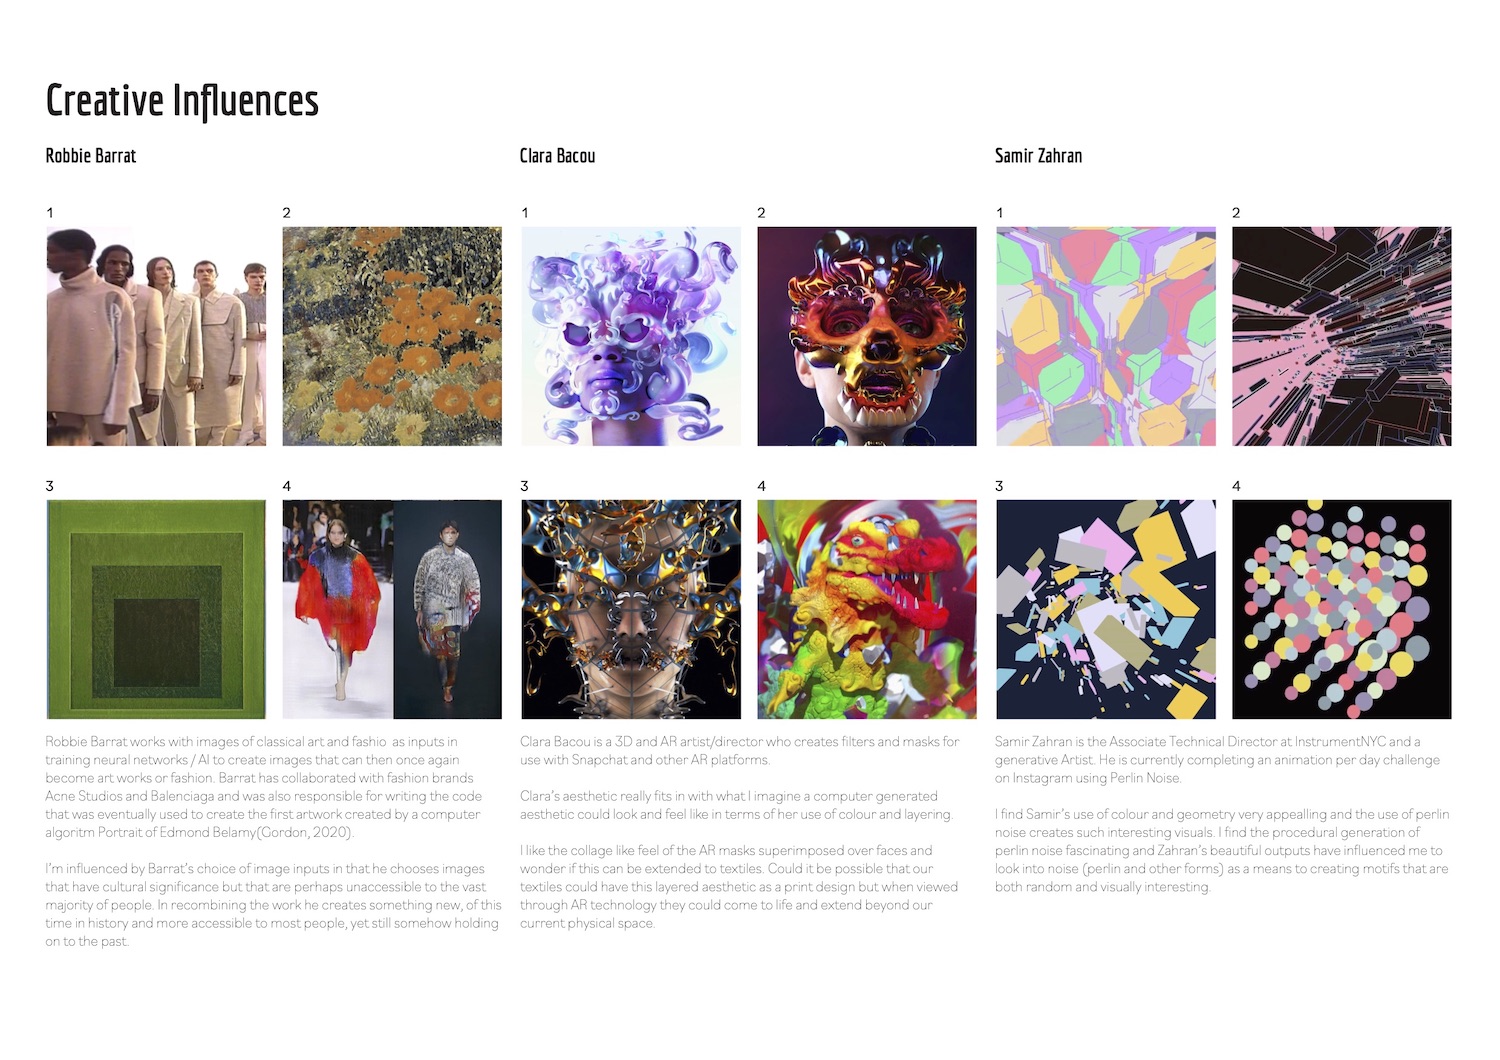 Creative Influences
Robbie Barrat
1
2
3
4
Robbie Barrat works with images of classical art and fashio  as inputs in
training neural networks / AI to create images that can then once again
become art works or fashion. Barrat has collaborated with fashion brands
Acne Studios and Balenciaga and was also responsible for writing the code
that was eventually used to create the first artwork created by a computer
algoritm Portrait of Edmond Belamy(Gordon, 2020).
I'm influenced by Barrat's choice of image inputs in that he chooses images
that have cultural significance but that are perhaps unaccessible to the vast
majority of people. In recombining the work he creates something new, of this
time in history and more accessible to most people, yet still somehow holding
on to the past.
Clara Bacou
1
2
3
4
Clara Bacou is a 3D and AR artist/director who creates filters and masks for
use with Snapchat and other AR platforms.
Clara's aesthetic really fits in with what I imagine a computer generated
aesthetic could look and feel like in terms of her use of colour and layering.
I like the collage like feel of the AR masks superimposed over faces and
wonder if this can be extended to textiles. Could it be possible that our
textiles could have this layered aesthetic as a print design but when viewed
through AR technology they could come to life and extend beyond our
current physical space.
Samir Zahran
1
2
3
4
Samir Zahran is the Associate Technical Director at InstrumentNYC and a
generative Artist. He is currently completing an animation per day challenge
on Instagram using Perlin Noise.
I find Samir's use of colour and geometry very appealling and the use of perlin
noise creates such interesting visuals. I find the procedural generation of
perlin noise fascinating and Zahran's beautiful outputs have influenced me to
look into noise (perlin and other forms) as a means to creating motifs that are
both random and visually interesting.